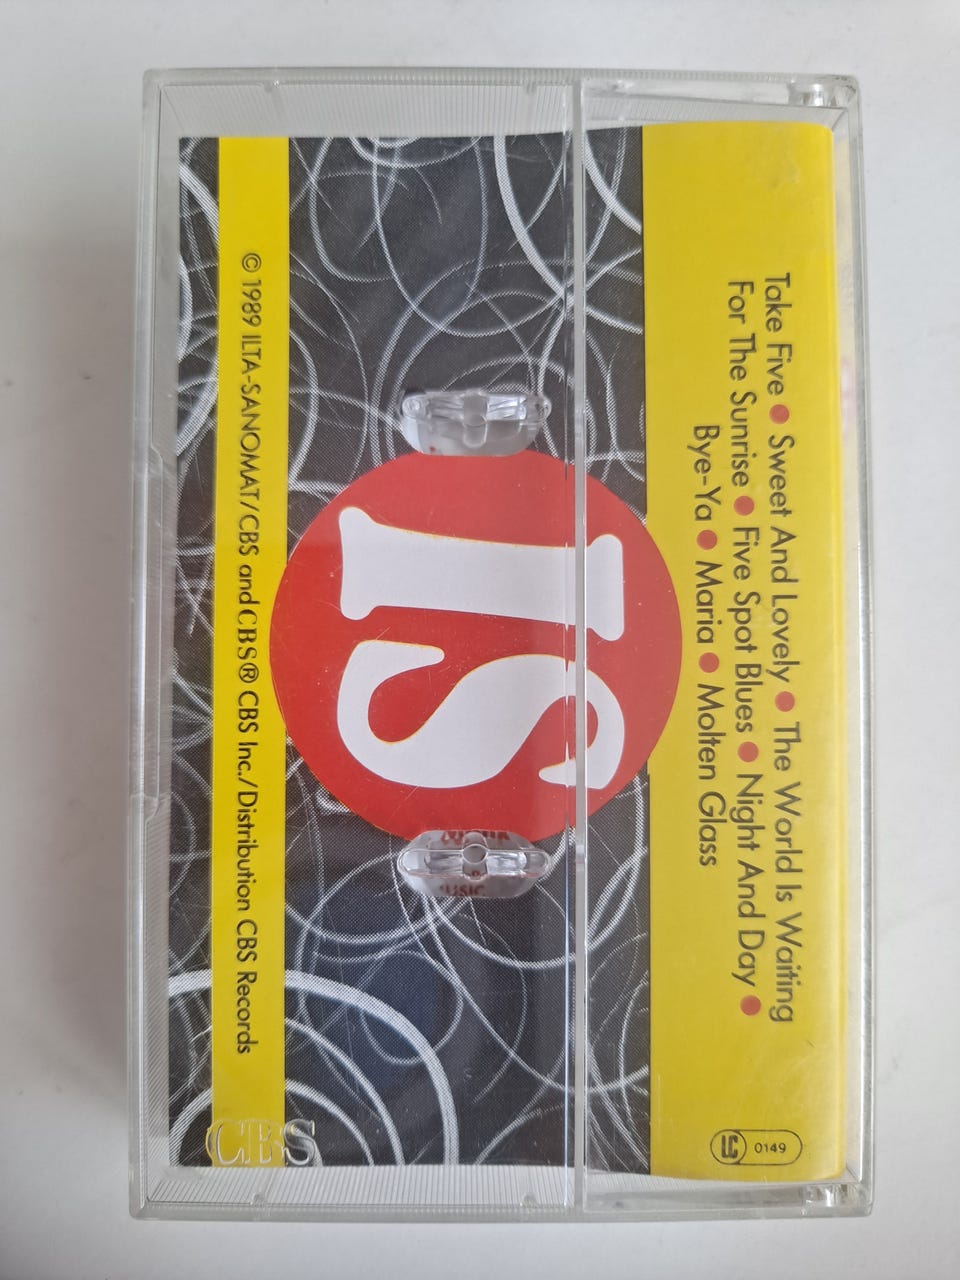 Take Five ● Sweet And Lovely ● The World Is Waiting
For The Sunrise ● Five Spot Blues ● Night And Day ●
Bye-Ya ● Maria ● Molten Glass
0149
IS
© 1989 ILTA-SANOMAT/CBS and CBS® CBS Inc./Distribution CBS Records
CBS